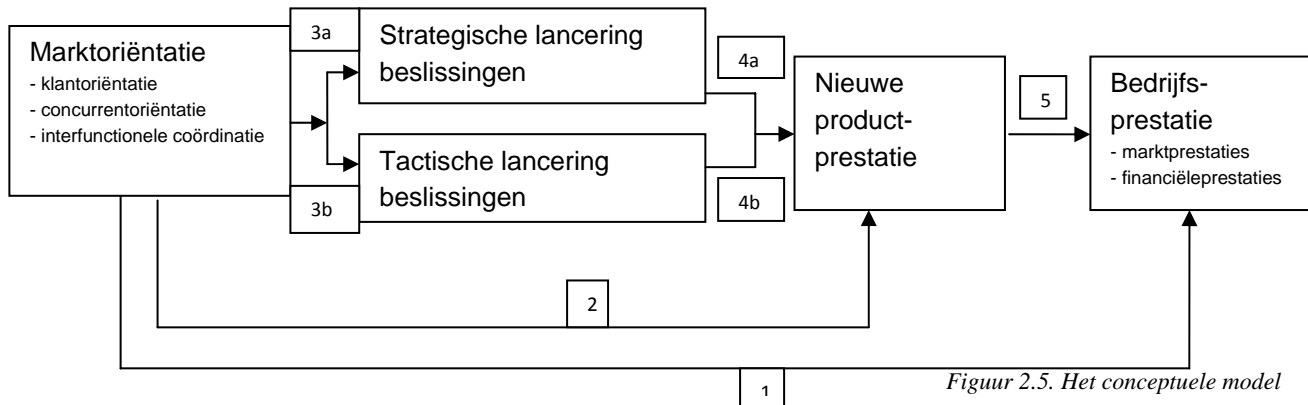 Marktoriëntatie
- klantoriëntatie
- concurrentoriëntatie
- interfunctionele coördinatie
3a
3b
Strategische lancering
beslissingen
Tactische lancering
beslissingen
4a
4b
Nieuwe
product-
prestatie
5
Bedrijfs-
prestatie
- marktprestaties
- financiëleprestaties
2
1
Figuur 2.5. Het conceptuele model